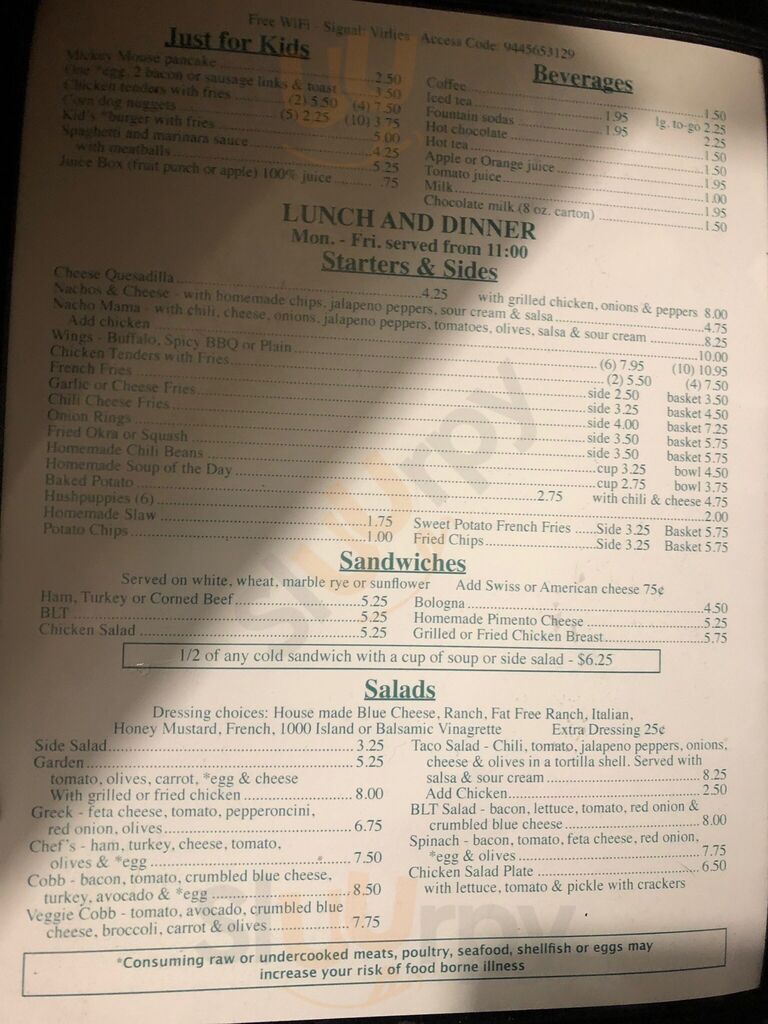 Free WiFi - Signal: Virlies Access Code: 9445653129
Just for Kids
Mickey Mouse pancake ..... 2.50
One *egg, 2 bacon or sausage links & toast ..... 3.50
Chicken tenders with fries ..... (2) 5.50 (4) 7.50
Corn dog nuggets ..... (5) 2.25 (10) 3.75
Kid's *burger with fries ..... 5.00
Spaghetti and marinara sauce ..... 4.25
with meatballs ..... 5.25
Juice Box (fruit punch or apple) 100% juice ..... .75
Beverages
Coffee ..... 1.50
Iced tea ..... 1.95 lg. to-go 2.25
Fountain sodas ..... 1.95 2.25
Hot chocolate ..... 1.50
Hot tea ..... 1.50
Apple or Orange juice ..... 1.95
Tomato juice ..... 1.00
Milk ..... 1.95
Chocolate milk (8 oz. carton) ..... 1.50
LUNCH AND DINNER
Mon. - Fri. served from 11:00
Starters & Sides
Cheese Quesadilla ..... 4.25 with grilled chicken, onions & peppers 8.00
Nachos & Cheese - with homemade chips, jalapeno peppers, sour cream & salsa ..... 4.75
Nacho Mama - with chili, cheese, onions, jalapeno peppers, tomatoes, olives, salsa & sour cream ..... 8.25
Add chicken ..... 10.00
Wings - Buffalo, Spicy BBQ or Plain ..... (6) 7.95 (10) 10.95
Chicken Tenders with Fries ..... (2) 5.50 (4) 7.50
French Fries ..... side 2.50 basket 3.50
Garlic or Cheese Fries ..... side 3.25 basket 4.50
Chili Cheese Fries ..... side 4.00 basket 7.25
Onion Rings ..... side 3.50 basket 5.75
Fried Okra or Squash ..... side 3.50 basket 5.75
Homemade Chili Beans ..... cup 3.25 bowl 4.50
Homemade Soup of the Day ..... cup 2.75 bowl 3.75
Baked Potato ..... 2.75 with chili & cheese 4.75
Hushpuppies (6) ..... 2.00
Homemade Slaw ..... 1.75 Sweet Potato French Fries ..... Side 3.25 Basket 5.75
Potato Chips ..... 1.00 Fried Chips ..... Side 3.25 Basket 5.75
Sandwiches
Served on white, wheat, marble rye or sunflower Add Swiss or American cheese 75¢
Ham, Turkey or Corned Beef ..... 5.25
BLT ..... 5.25
Chicken Salad ..... 5.25
Bologna ..... 4.50
Homemade Pimento Cheese ..... 5.25
Grilled or Fried Chicken Breast ..... 5.75
1/2 of any cold sandwich with a cup of soup or side salad - $6.25
Salads
Dressing choices: House made Blue Cheese, Ranch, Fat Free Ranch, Italian,
Honey Mustard, French, 1000 Island or Balsamic Vinagrette Extra Dressing 25¢
Side Salad ..... 3.25
Garden ..... 5.25
tomato, olives, carrot, *egg & cheese
With grilled or fried chicken ..... 8.00
Greek - feta cheese, tomato, pepperoncini,
red onion, olives ..... 6.75
Chef's - ham, turkey, cheese, tomato,
olives & *egg ..... 7.50
Cobb - bacon, tomato, crumbled blue cheese,
turkey, avocado & *egg ..... 8.50
Veggie Cobb - tomato, avocado, crumbled blue
cheese, broccoli, carrot & olives ..... 7.75
Taco Salad - Chili, tomato, jalapeno peppers, onions,
cheese & olives in a tortilla shell. Served with
salsa & sour cream ..... 8.25
Add Chicken ..... 2.50
BLT Salad - bacon, lettuce, tomato, red onion &
crumbled blue cheese ..... 8.00
Spinach - bacon, tomato, feta cheese, red onion,
*egg & olives ..... 7.75
Chicken Salad Plate ..... 6.50
with lettuce, tomato & pickle with crackers
*Consuming raw or undercooked meats, poultry, seafood, shellfish or eggs may
increase your risk of food borne illness
Slurpy
Slurpy